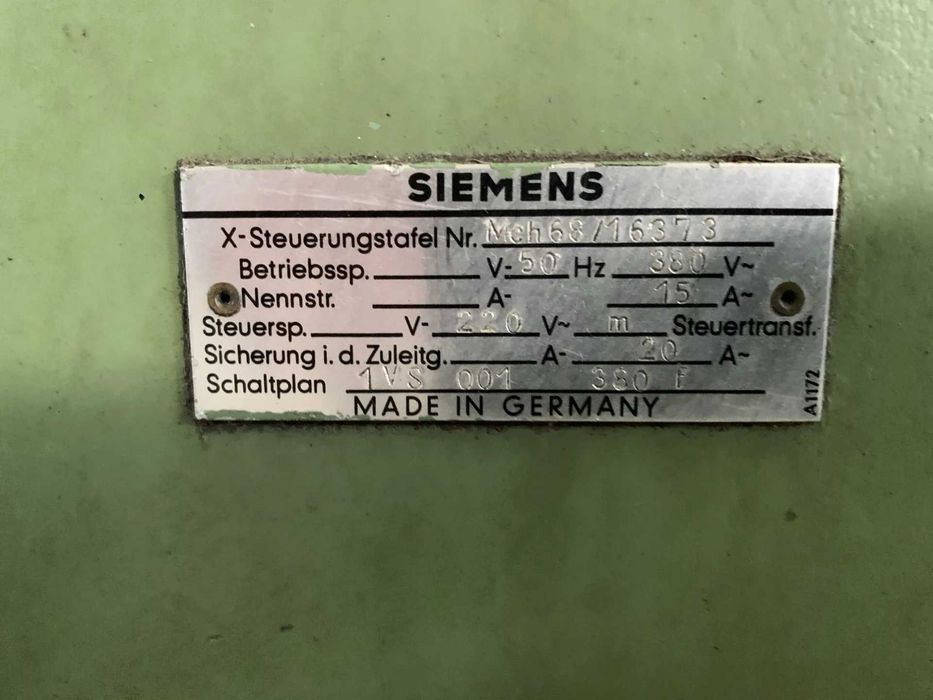 SIEMENS
X-Steuerungstafel Nr. Mch68/16373
Betriebssp. V- 50 Hz 380 V~
Nennstr. A- 15 A~
Steuersp. V- 220 V~ m Steuertransf.
Sicherung i. d. Zuleitg. A- 20 A~
Schaltplan 1VS 001 380 F
MADE IN GERMANY
A1172